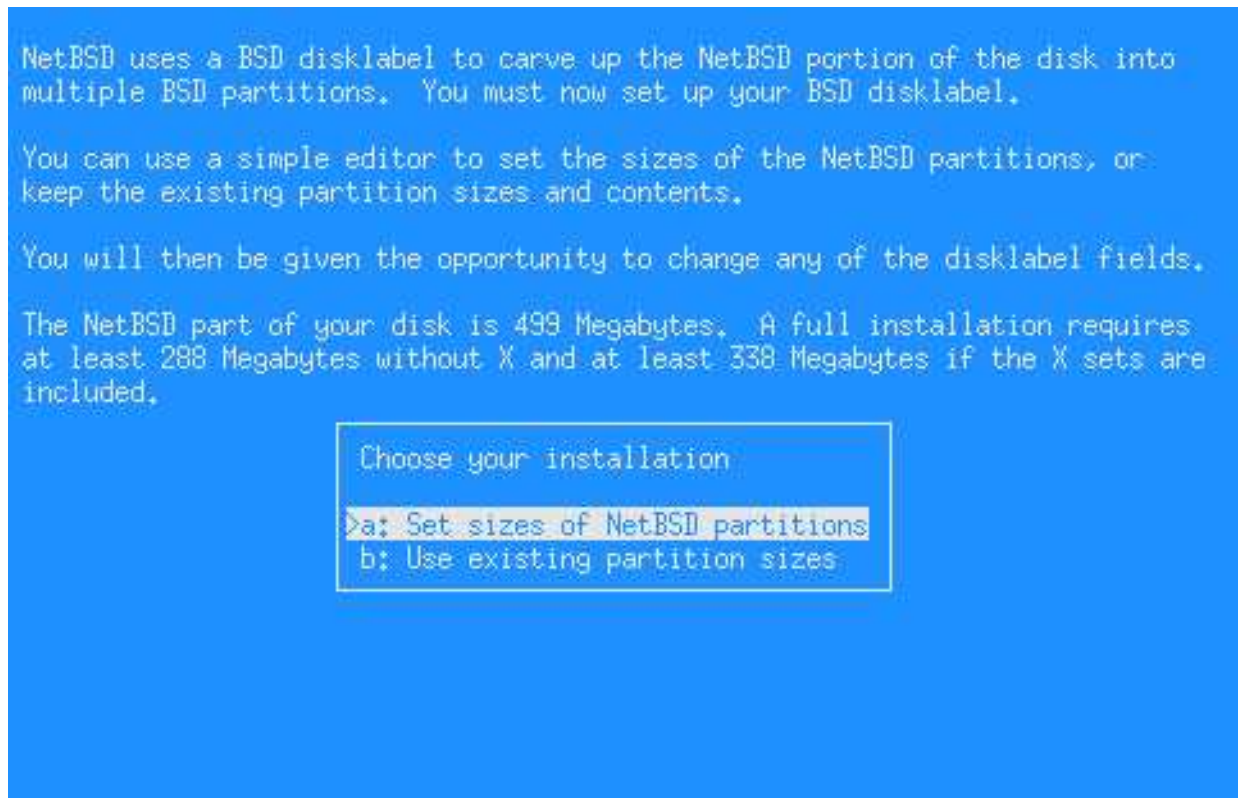 NetBSD uses a BSD disklabel to carve up the NetBSD portion of the disk into
multiple BSD partitions.  You must now set up your BSD disklabel.
You can use a simple editor to set the sizes of the NetBSD partitions, or
keep the existing partition sizes and contents.
You will then be given the opportunity to change any of the disklabel fields.
The NetBSD part of your disk is 499 Megabytes.  A full installation requires
at least 288 Megabytes without X and at least 338 Megabytes if the X sets are
included.
Choose your installation
>a: Set sizes of NetBSD partitions
b: Use existing partition sizes